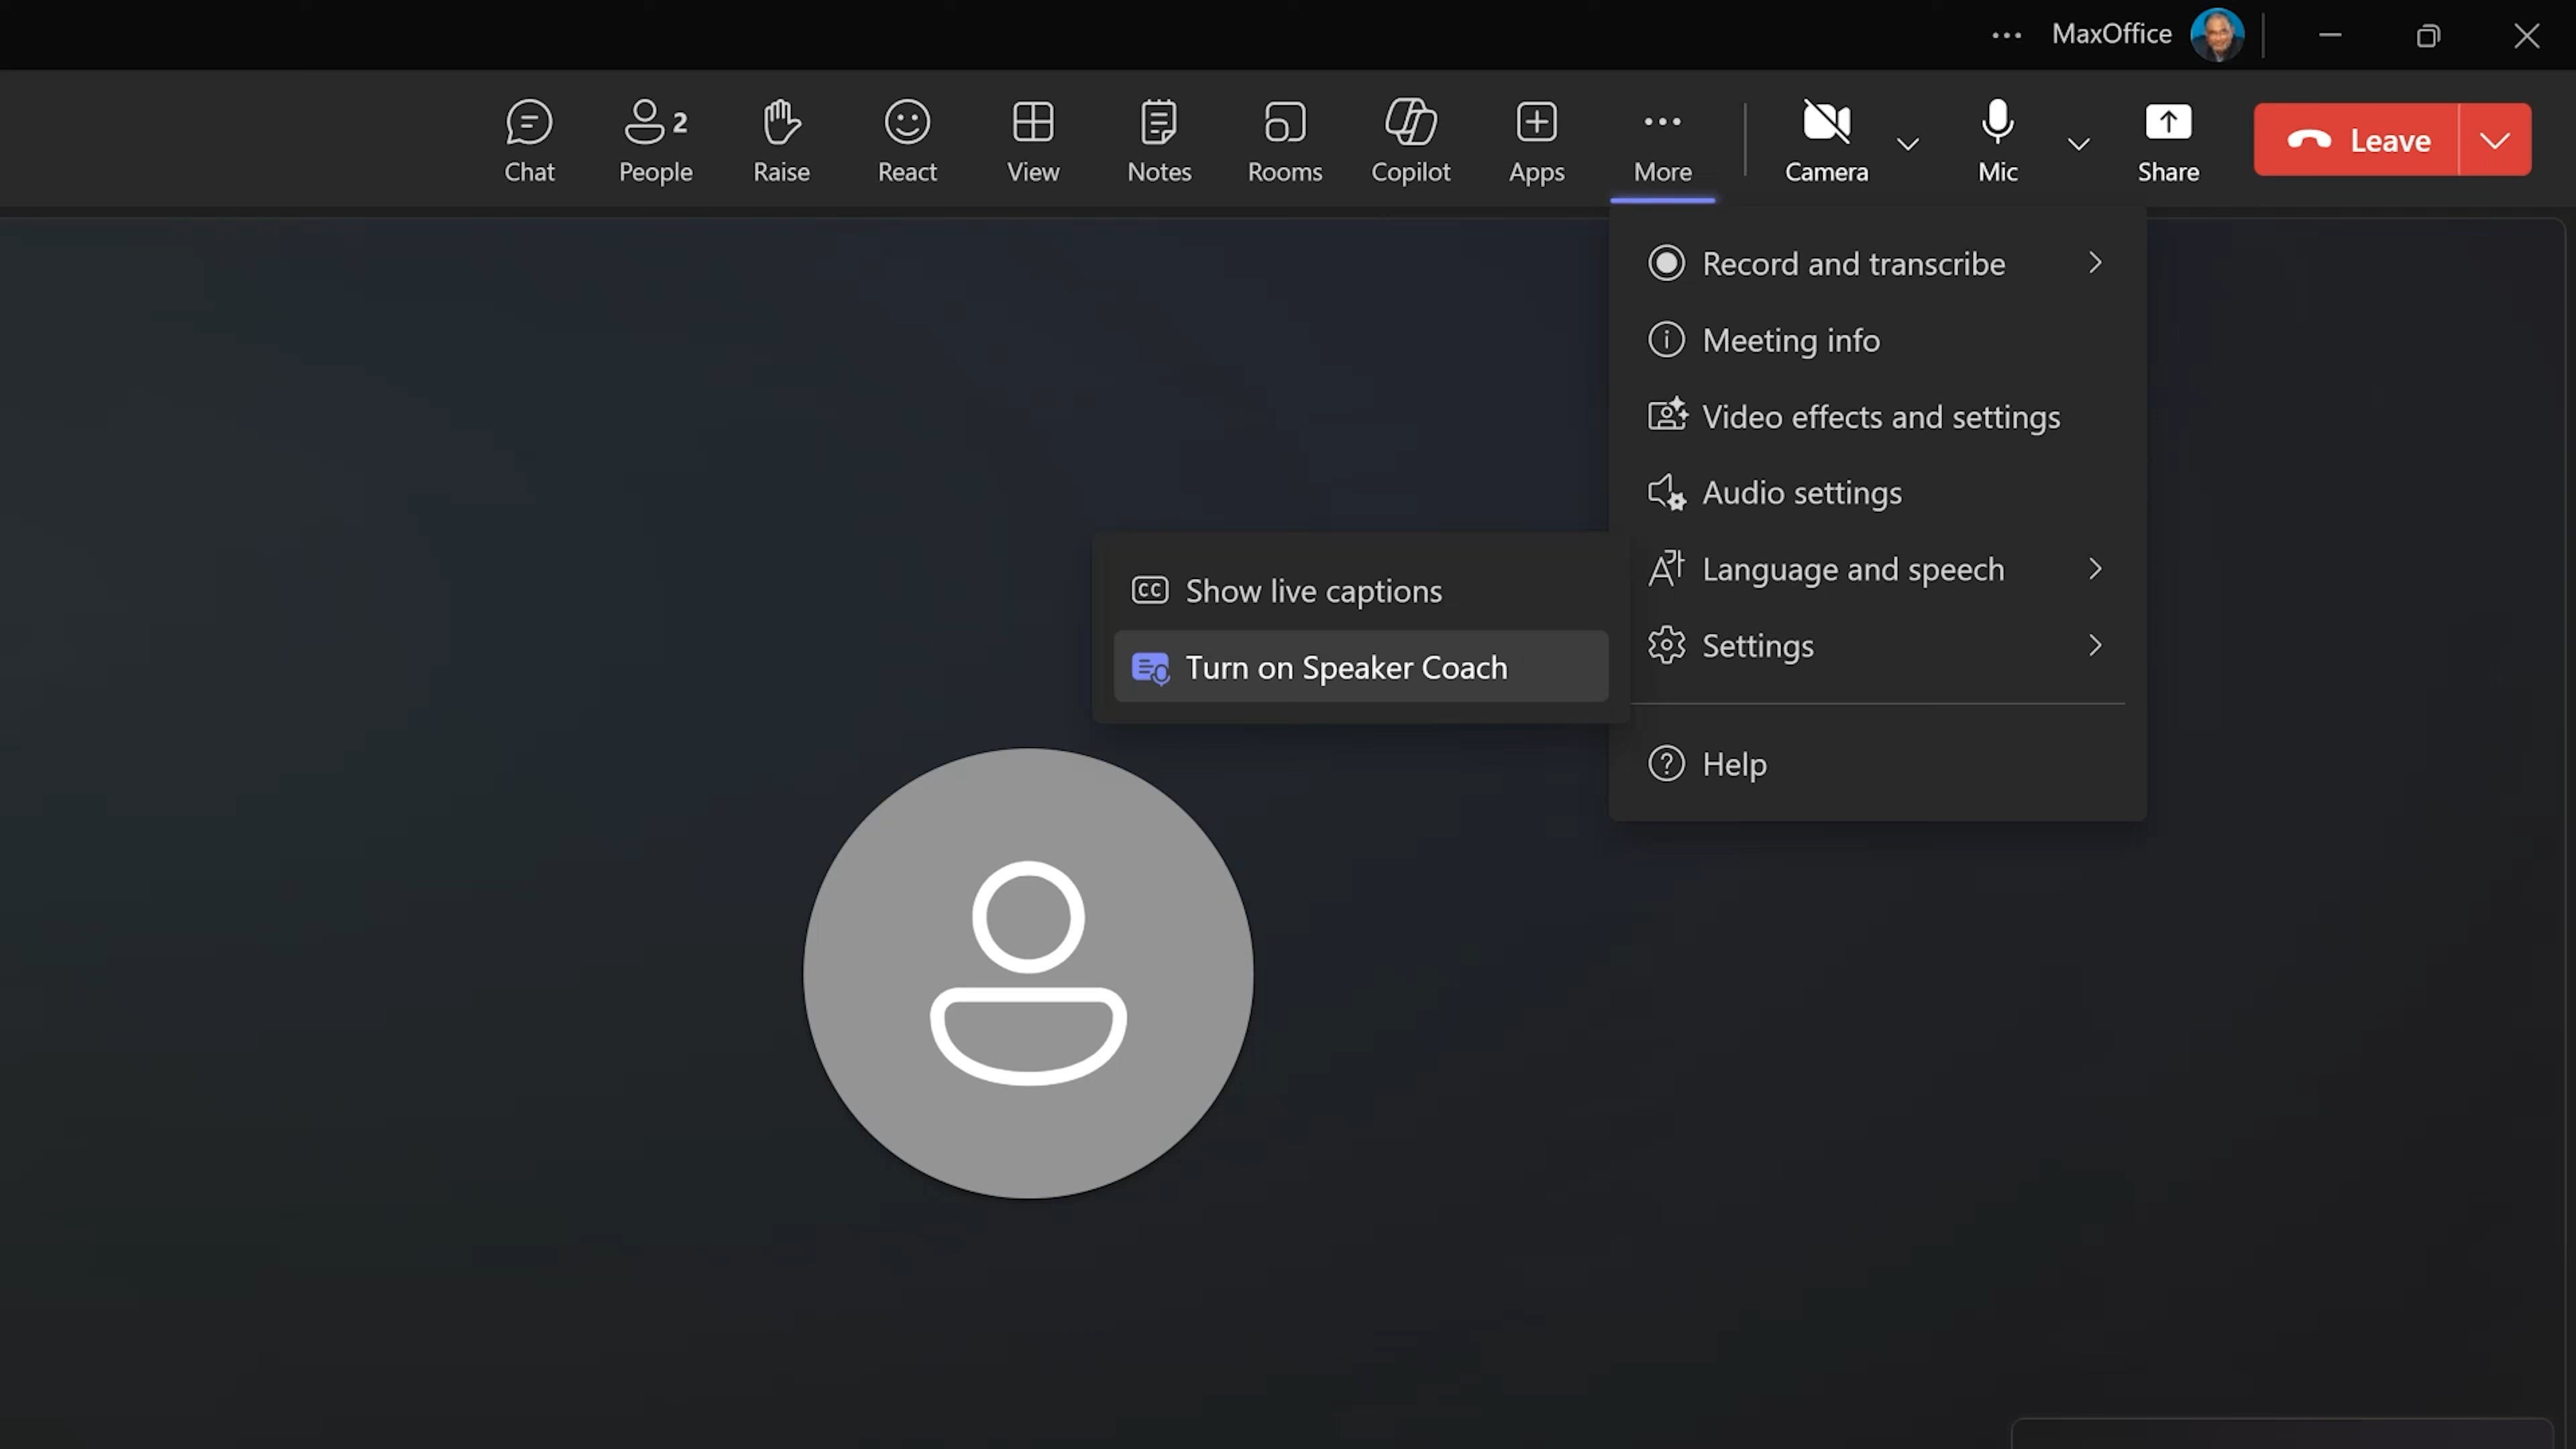 MaxOffice
Chat
People 2
Raise
React
View
Notes
Rooms
Copilot
Apps
More
Camera
Mic
Share
Leave
Record and transcribe
Meeting info
Video effects and settings
Audio settings
Language and speech
CC Show live captions
Turn on Speaker Coach
Settings
Help